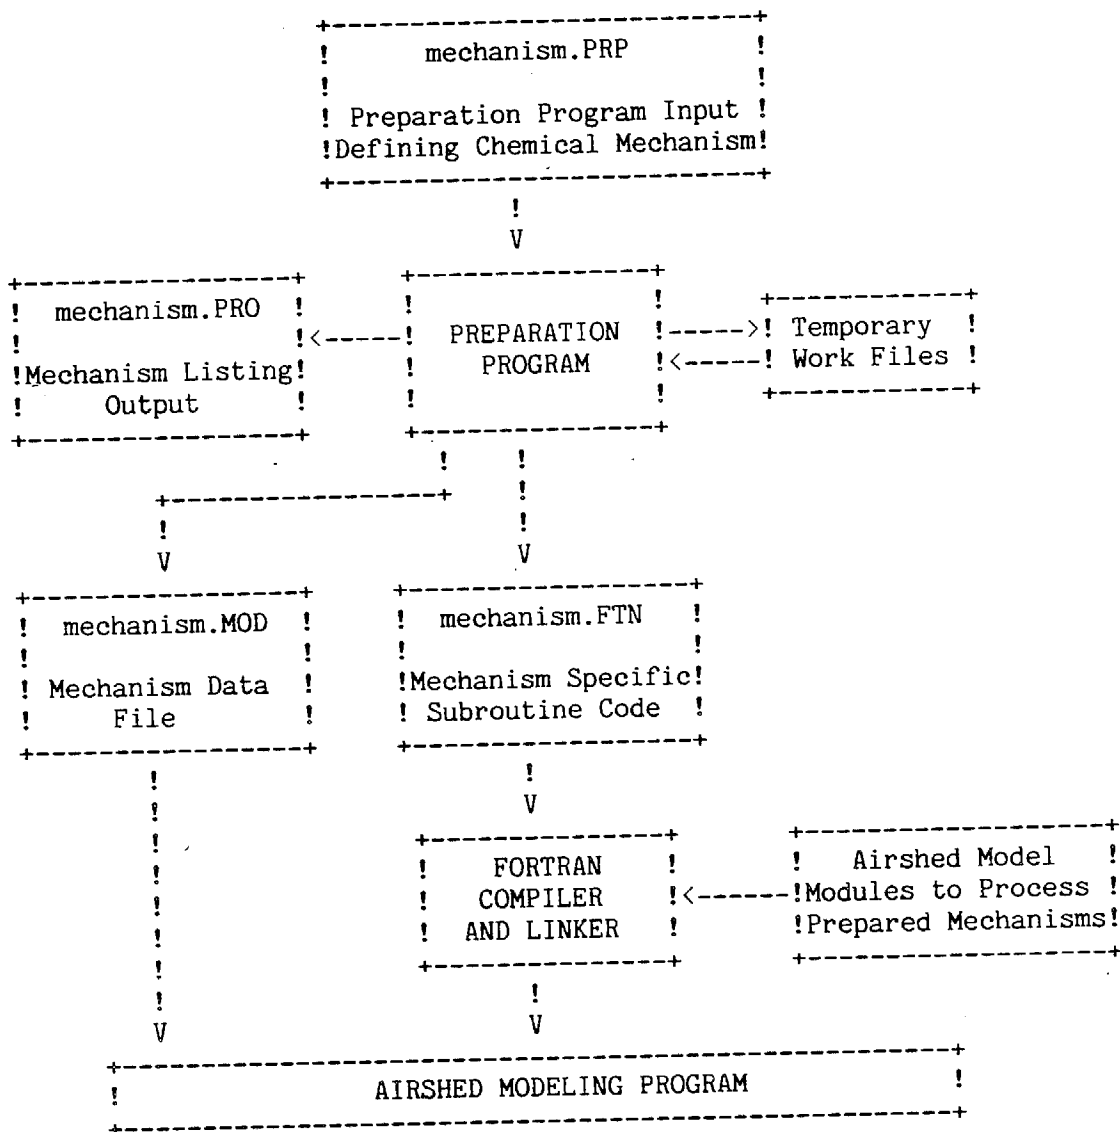 mechanism.PRP
Preparation Program Input
Defining Chemical Mechanism
mechanism.PRO
Mechanism Listing
Output
PREPARATION
PROGRAM
Temporary
Work Files
mechanism.MOD
Mechanism Data
File
mechanism.FTN
Mechanism Specific
Subroutine Code
FORTRAN
COMPILER
AND LINKER
Airshed Model
Modules to Process
Prepared Mechanisms
AIRSHED MODELING PROGRAM